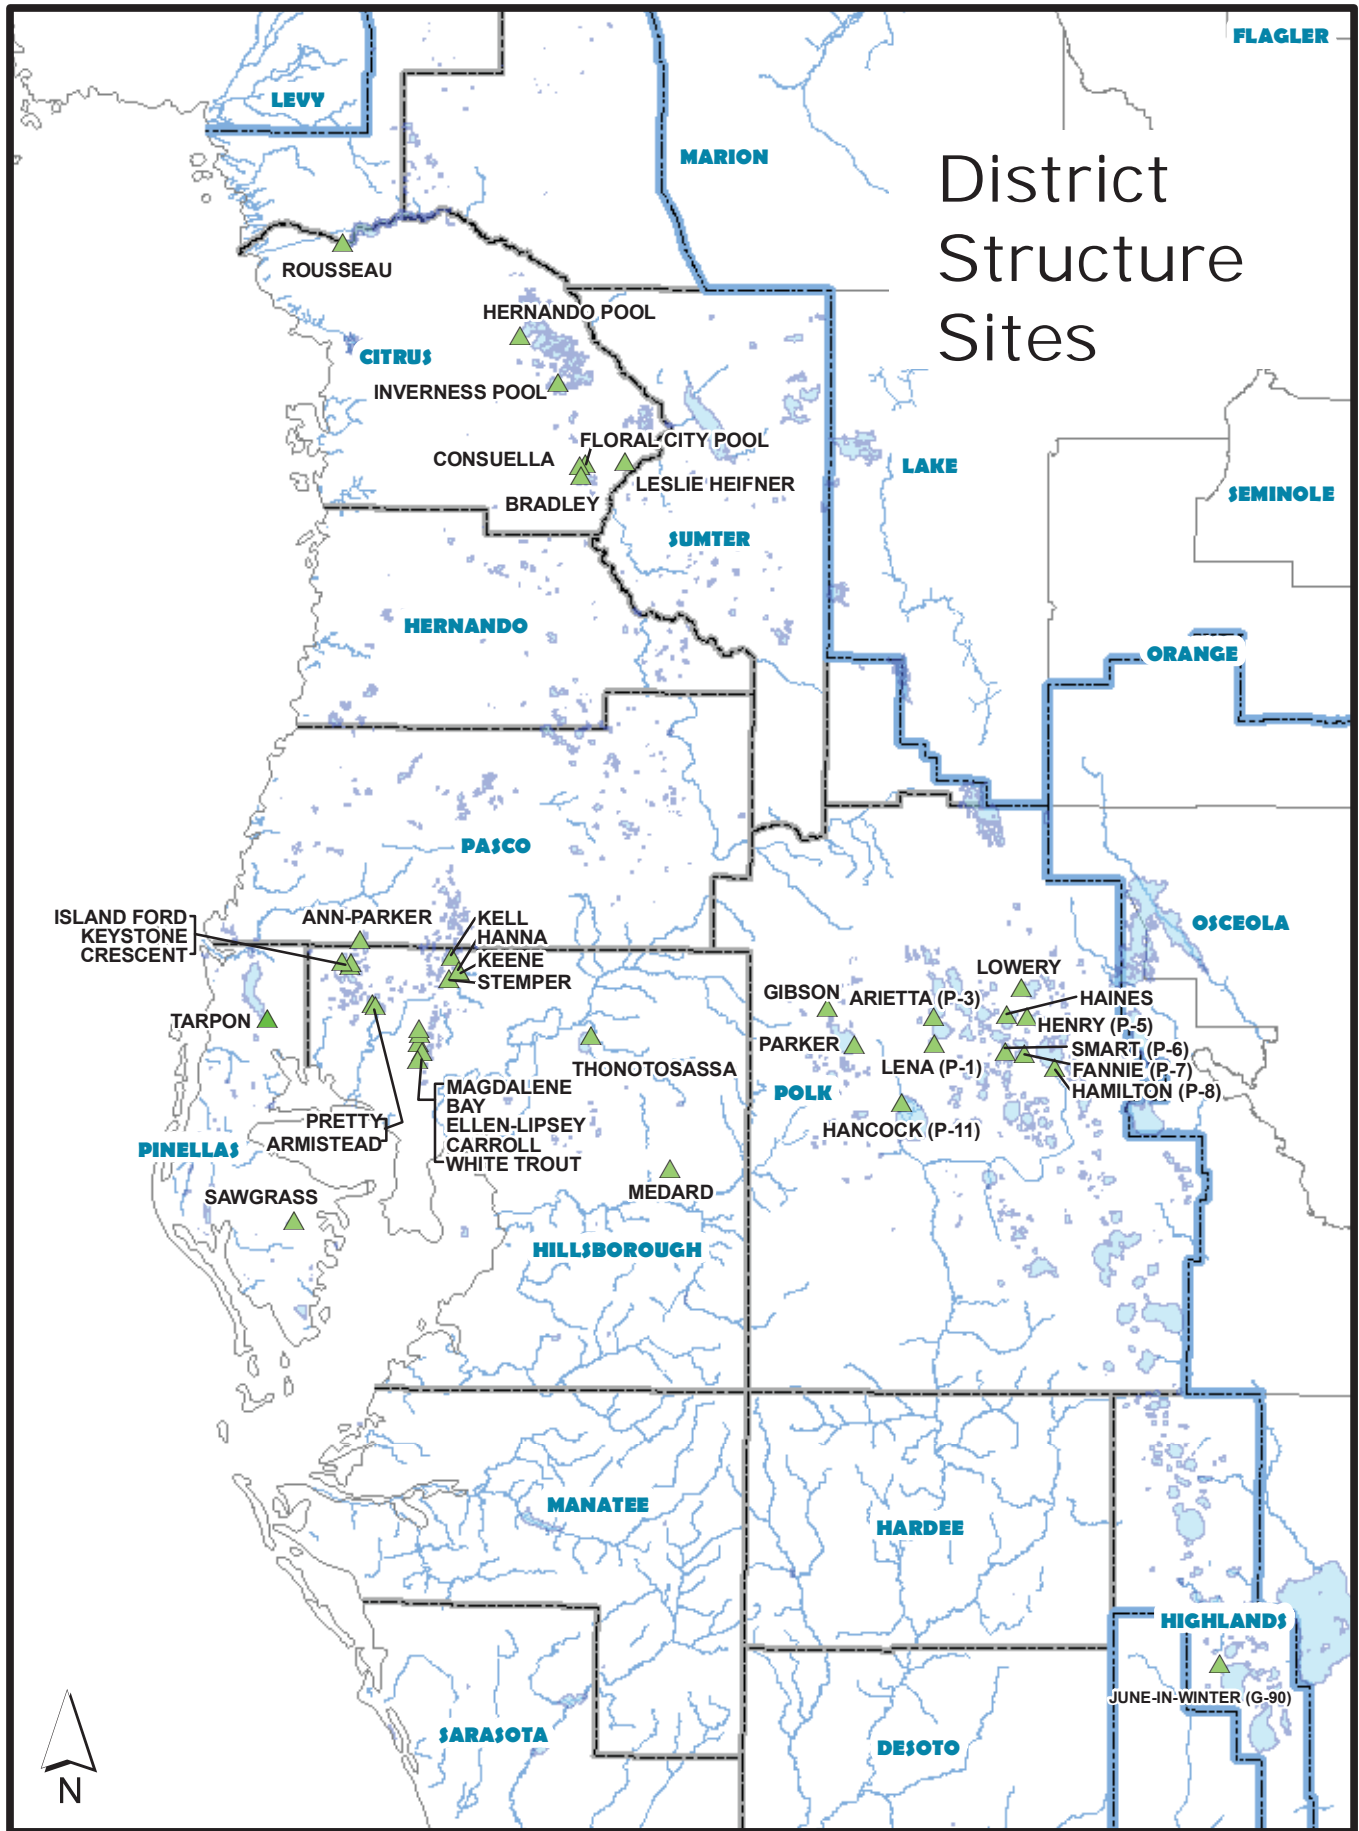 FLAGLER
LEVY
MARION
District
Structure
Sites
ROUSSEAU
HERNANDO POOL
CITRUS
INVERNESS POOL
FLORAL CITY POOL
CONSUELLA
LAKE
LESLIE HEIFNER
SEMINOLE
BRADLEY
SUMTER
HERNANDO
ORANGE
PASCO
ISLAND FORD
KEYSTONE
CRESCENT
ANN-PARKER
KELL
HANNA
KEENE
STEMPER
OSCEOLA
LOWERY
GIBSON
ARIETTA (P-3)
HAINES
TARPON
HENRY (P-5)
PARKER
SMART (P-6)
THONOTOSASSA
LENA (P-1)
FANNIE (P-7)
HAMILTON (P-8)
POLK
MAGDALENE
BAY
ELLEN-LIPSEY
CARROLL
WHITE TROUT
PRETTY
ARMISTEAD
HANCOCK (P-11)
PINELLAS
SAWGRASS
MEDARD
HILLSBOROUGH
MANATEE
HARDEE
HIGHLANDS
JUNE-IN-WINTER (G-90)
SARASOTA
DESOTO
N